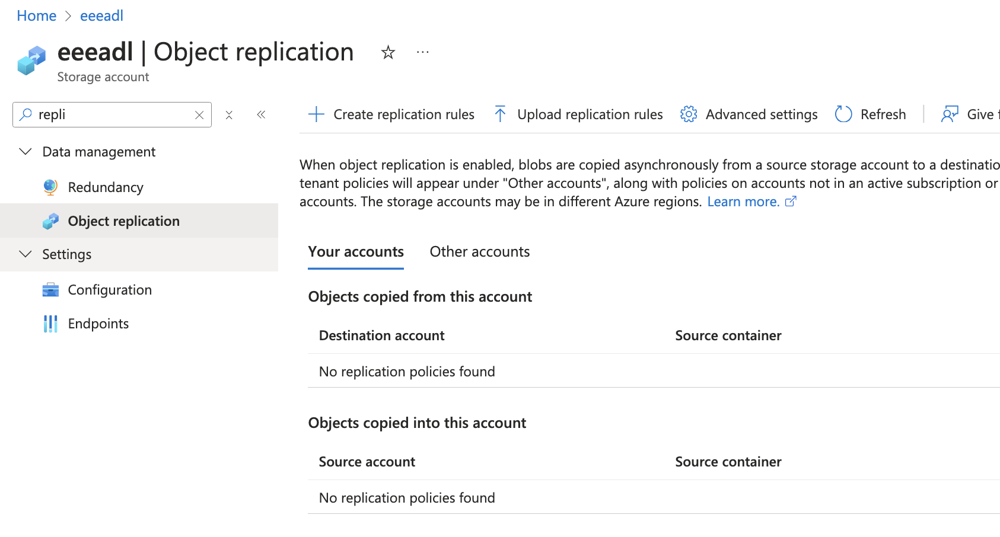 Home > eeeadl
eeeadl | Object replication
Storage account
repli
Create replication rules
Upload replication rules
Advanced settings
Refresh
Give f
Data management
Redundancy
Object replication
Settings
Configuration
Endpoints
When object replication is enabled, blobs are copied asynchronously from a source storage account to a destinatio
tenant policies will appear under "Other accounts", along with policies on accounts not in an active subscription or
accounts. The storage accounts may be in different Azure regions. Learn more.
Your accounts
Other accounts
Objects copied from this account
Destination account
Source container
No replication policies found
Objects copied into this account
Source account
Source container
No replication policies found